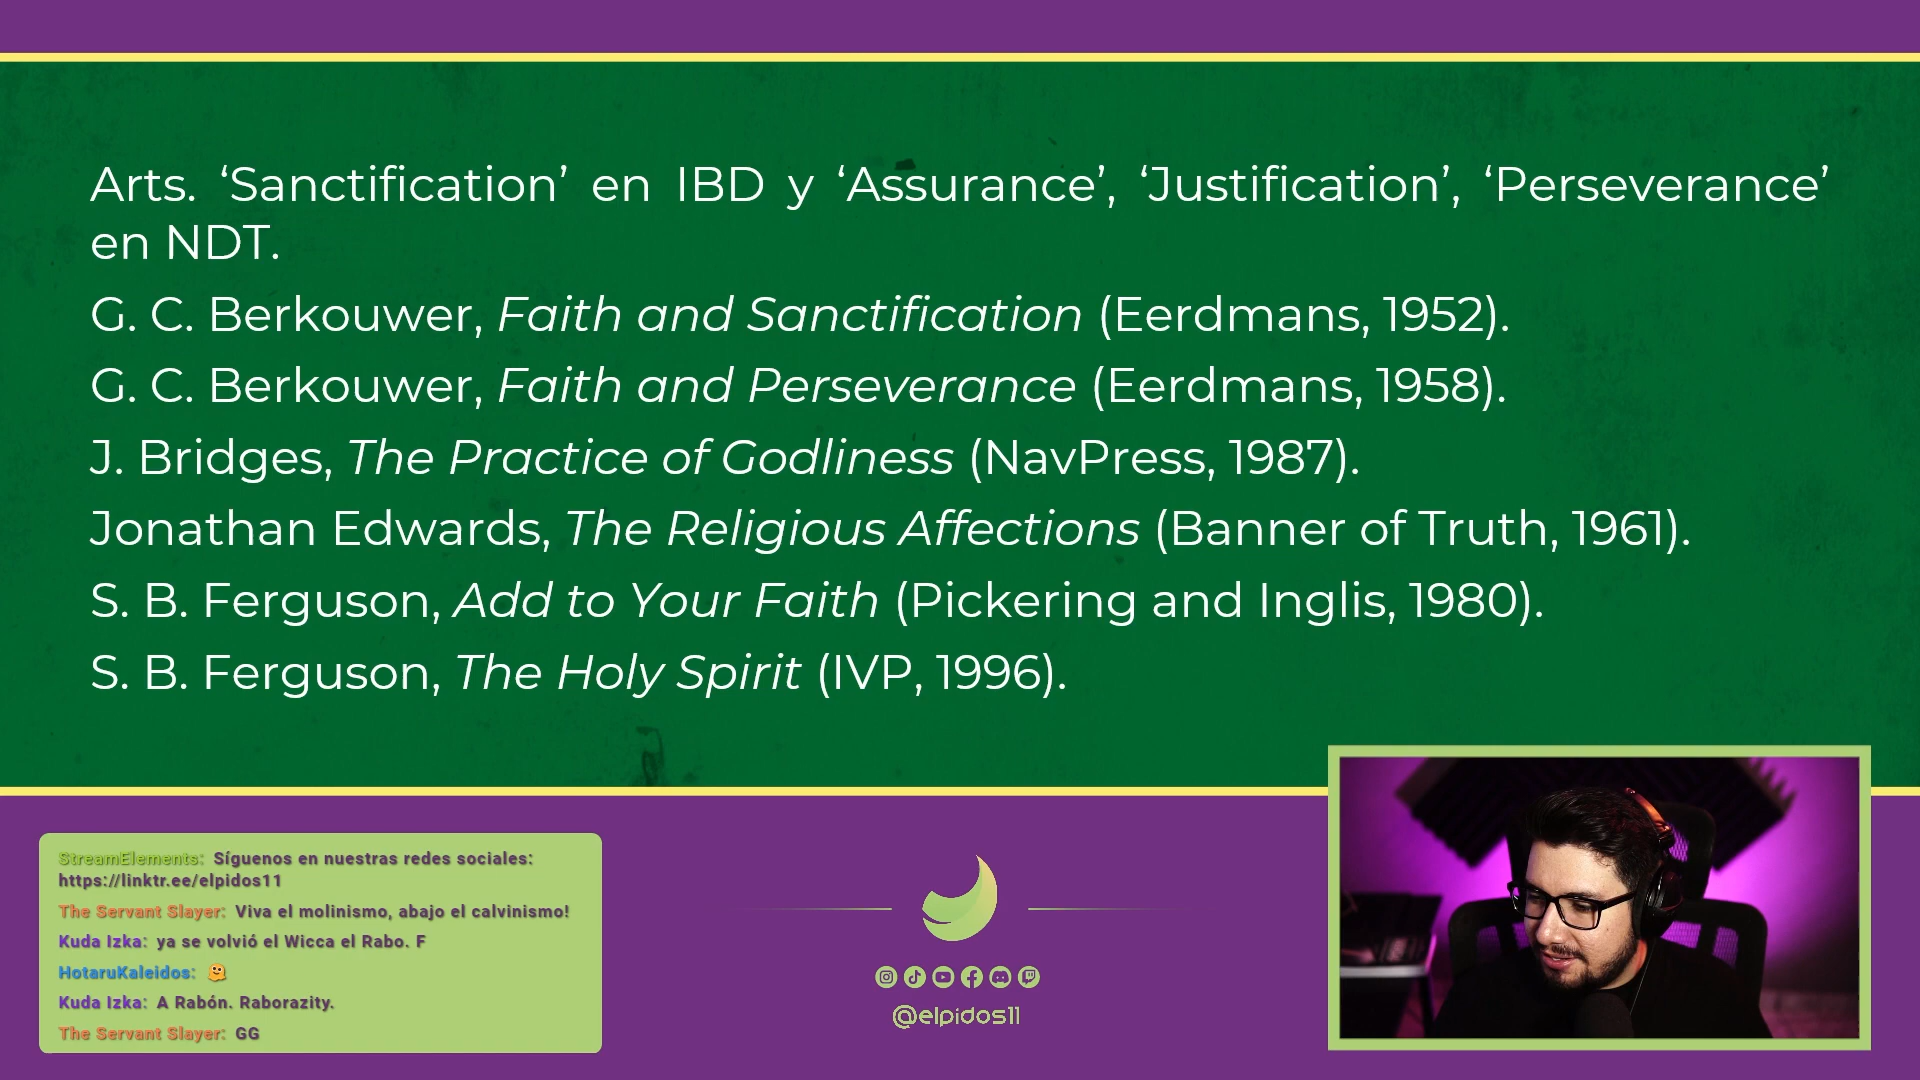 Arts. ‘Sanctification’ en IBD y ‘Assurance’, ‘Justification’, ‘Perseverance’
en NDT.
G. C. Berkouwer, Faith and Sanctification (Eerdmans, 1952).
G. C. Berkouwer, Faith and Perseverance (Eerdmans, 1958).
J. Bridges, The Practice of Godliness (NavPress, 1987).
Jonathan Edwards, The Religious Affections (Banner of Truth, 1961).
S. B. Ferguson, Add to Your Faith (Pickering and Inglis, 1980).
S. B. Ferguson, The Holy Spirit (IVP, 1996).
StreamElements: Síguenos en nuestras redes sociales:
https://linktr.ee/elpidos11
The Servant Slayer: Viva el molinismo, abajo el calvinismo!
Kuda Izka: ya se volvió el Wicca el Rabo. F
HotaruKaleidos:
Kuda Izka: A Rabón. Raborazity.
The Servant Slayer: GG
@elpidos11